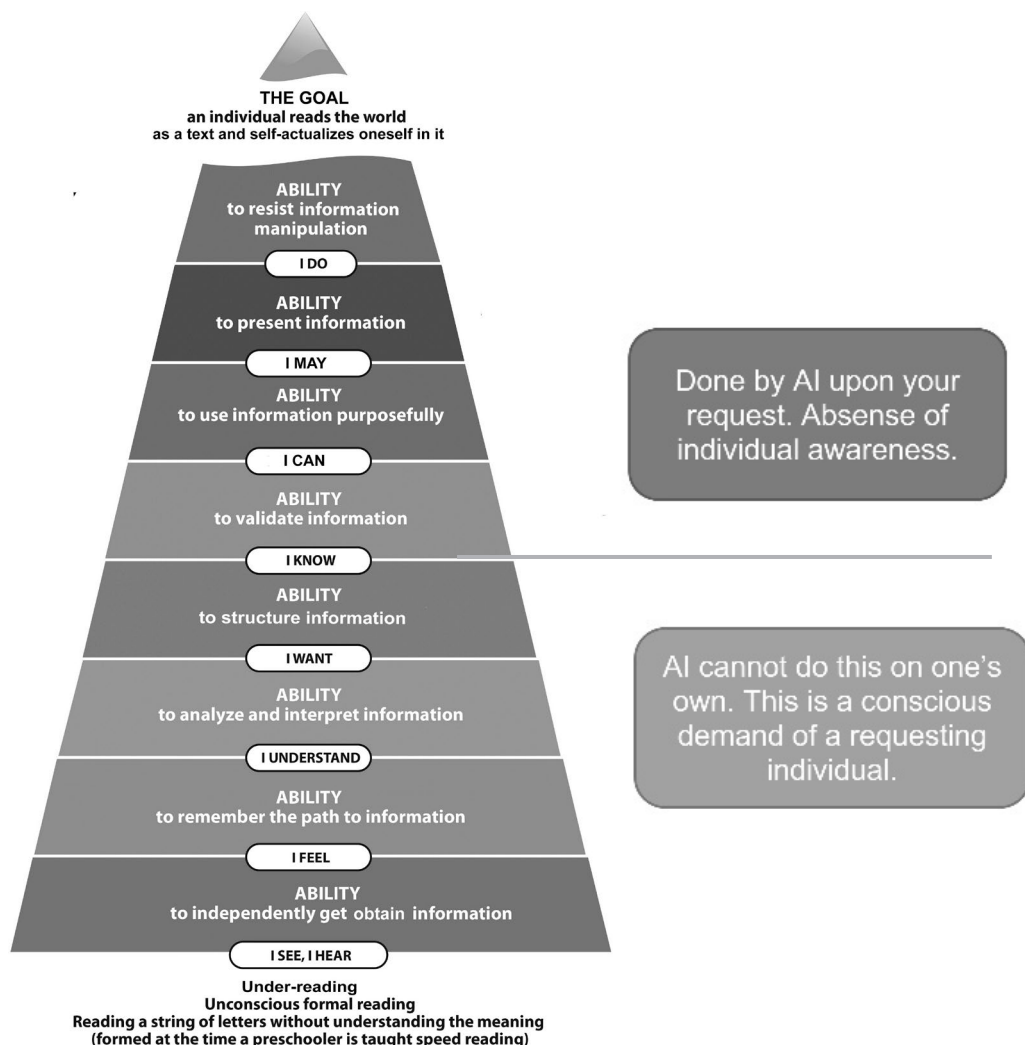 THE GOAL
an individual reads the world
as a text and self-actualizes oneself in it
ABILITY
to resist information
manipulation
I DO
ABILITY
to present information
I MAY
ABILITY
to use information purposefully
I CAN
ABILITY
to validate information
I KNOW
ABILITY
to structure information
I WANT
ABILITY
to analyze and interpret information
I UNDERSTAND
ABILITY
to remember the path to information
I FEEL
ABILITY
to independently get obtain information
I SEE, I HEAR
Under-reading
Unconscious formal reading
Reading a string of letters without understanding the meaning
(formed at the time a preschooler is taught speed reading)
Done by AI upon your
request. Absense of
individual awareness.
AI cannot do this on one's
own. This is a conscious
demand of a requesting
individual.